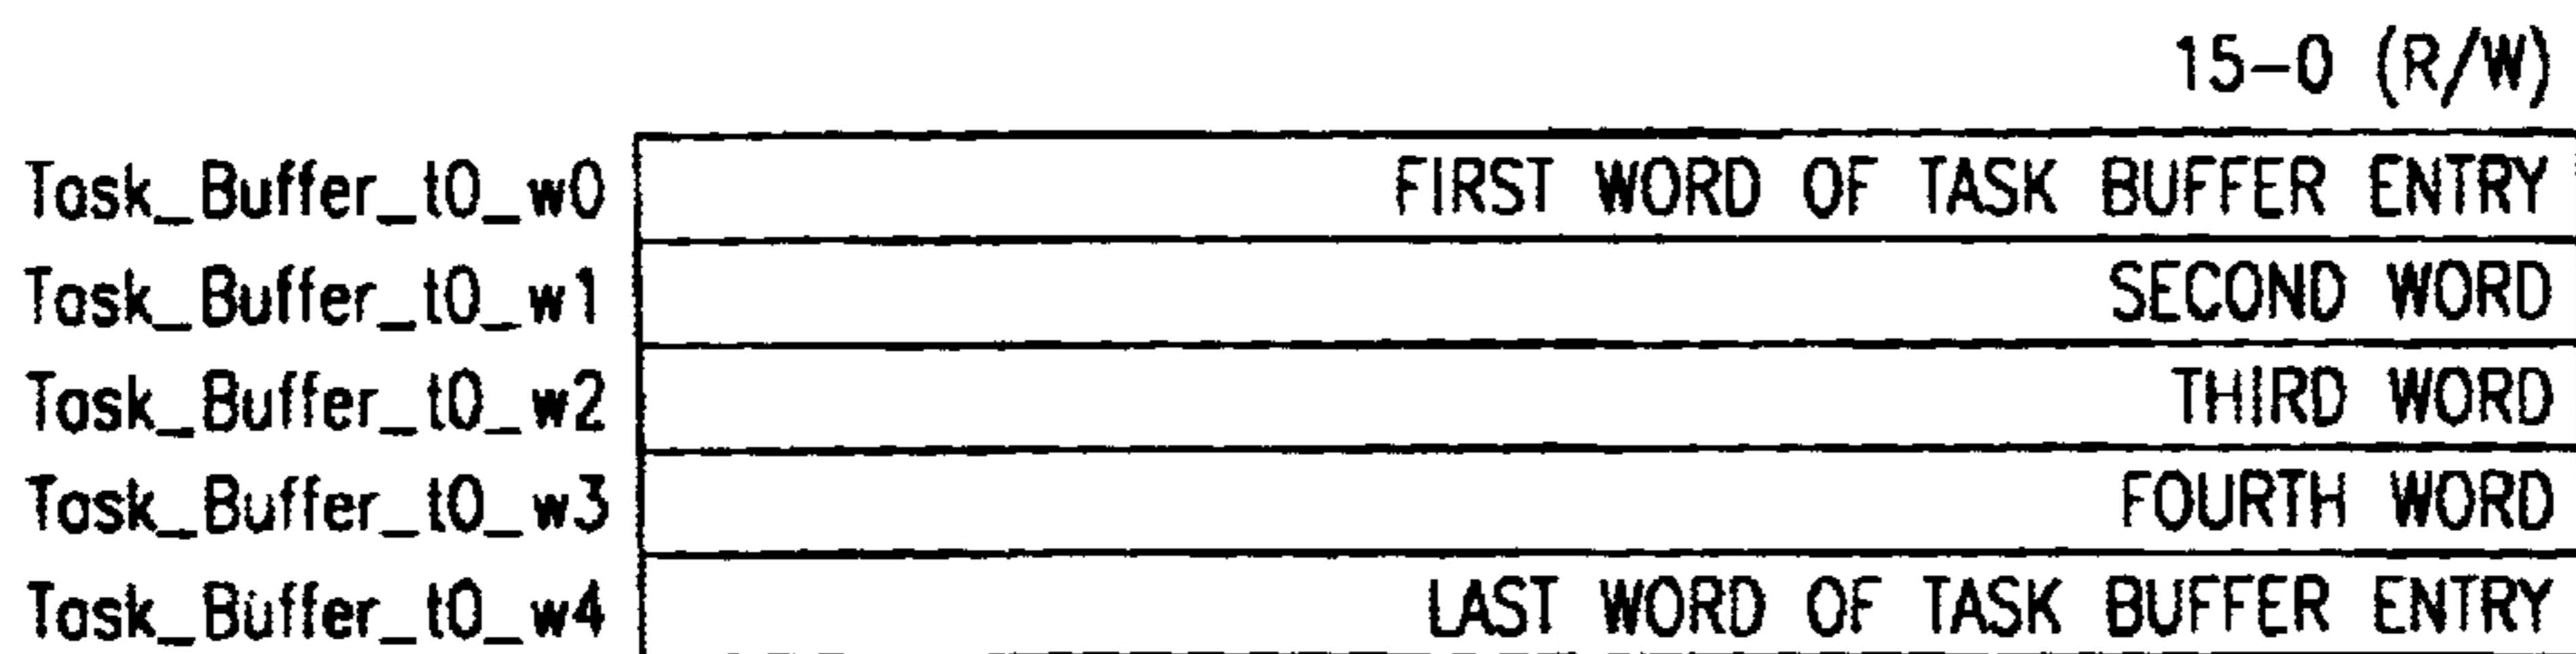 15-0 (R/W)
Task_Buffer_t0_w0 FIRST WORD OF TASK BUFFER ENTRY
Task_Buffer_t0_w1 SECOND WORD
Task_Buffer_t0_w2 THIRD WORD
Task_Buffer_t0_w3 FOURTH WORD
Task_Buffer_t0_w4 LAST WORD OF TASK BUFFER ENTRY